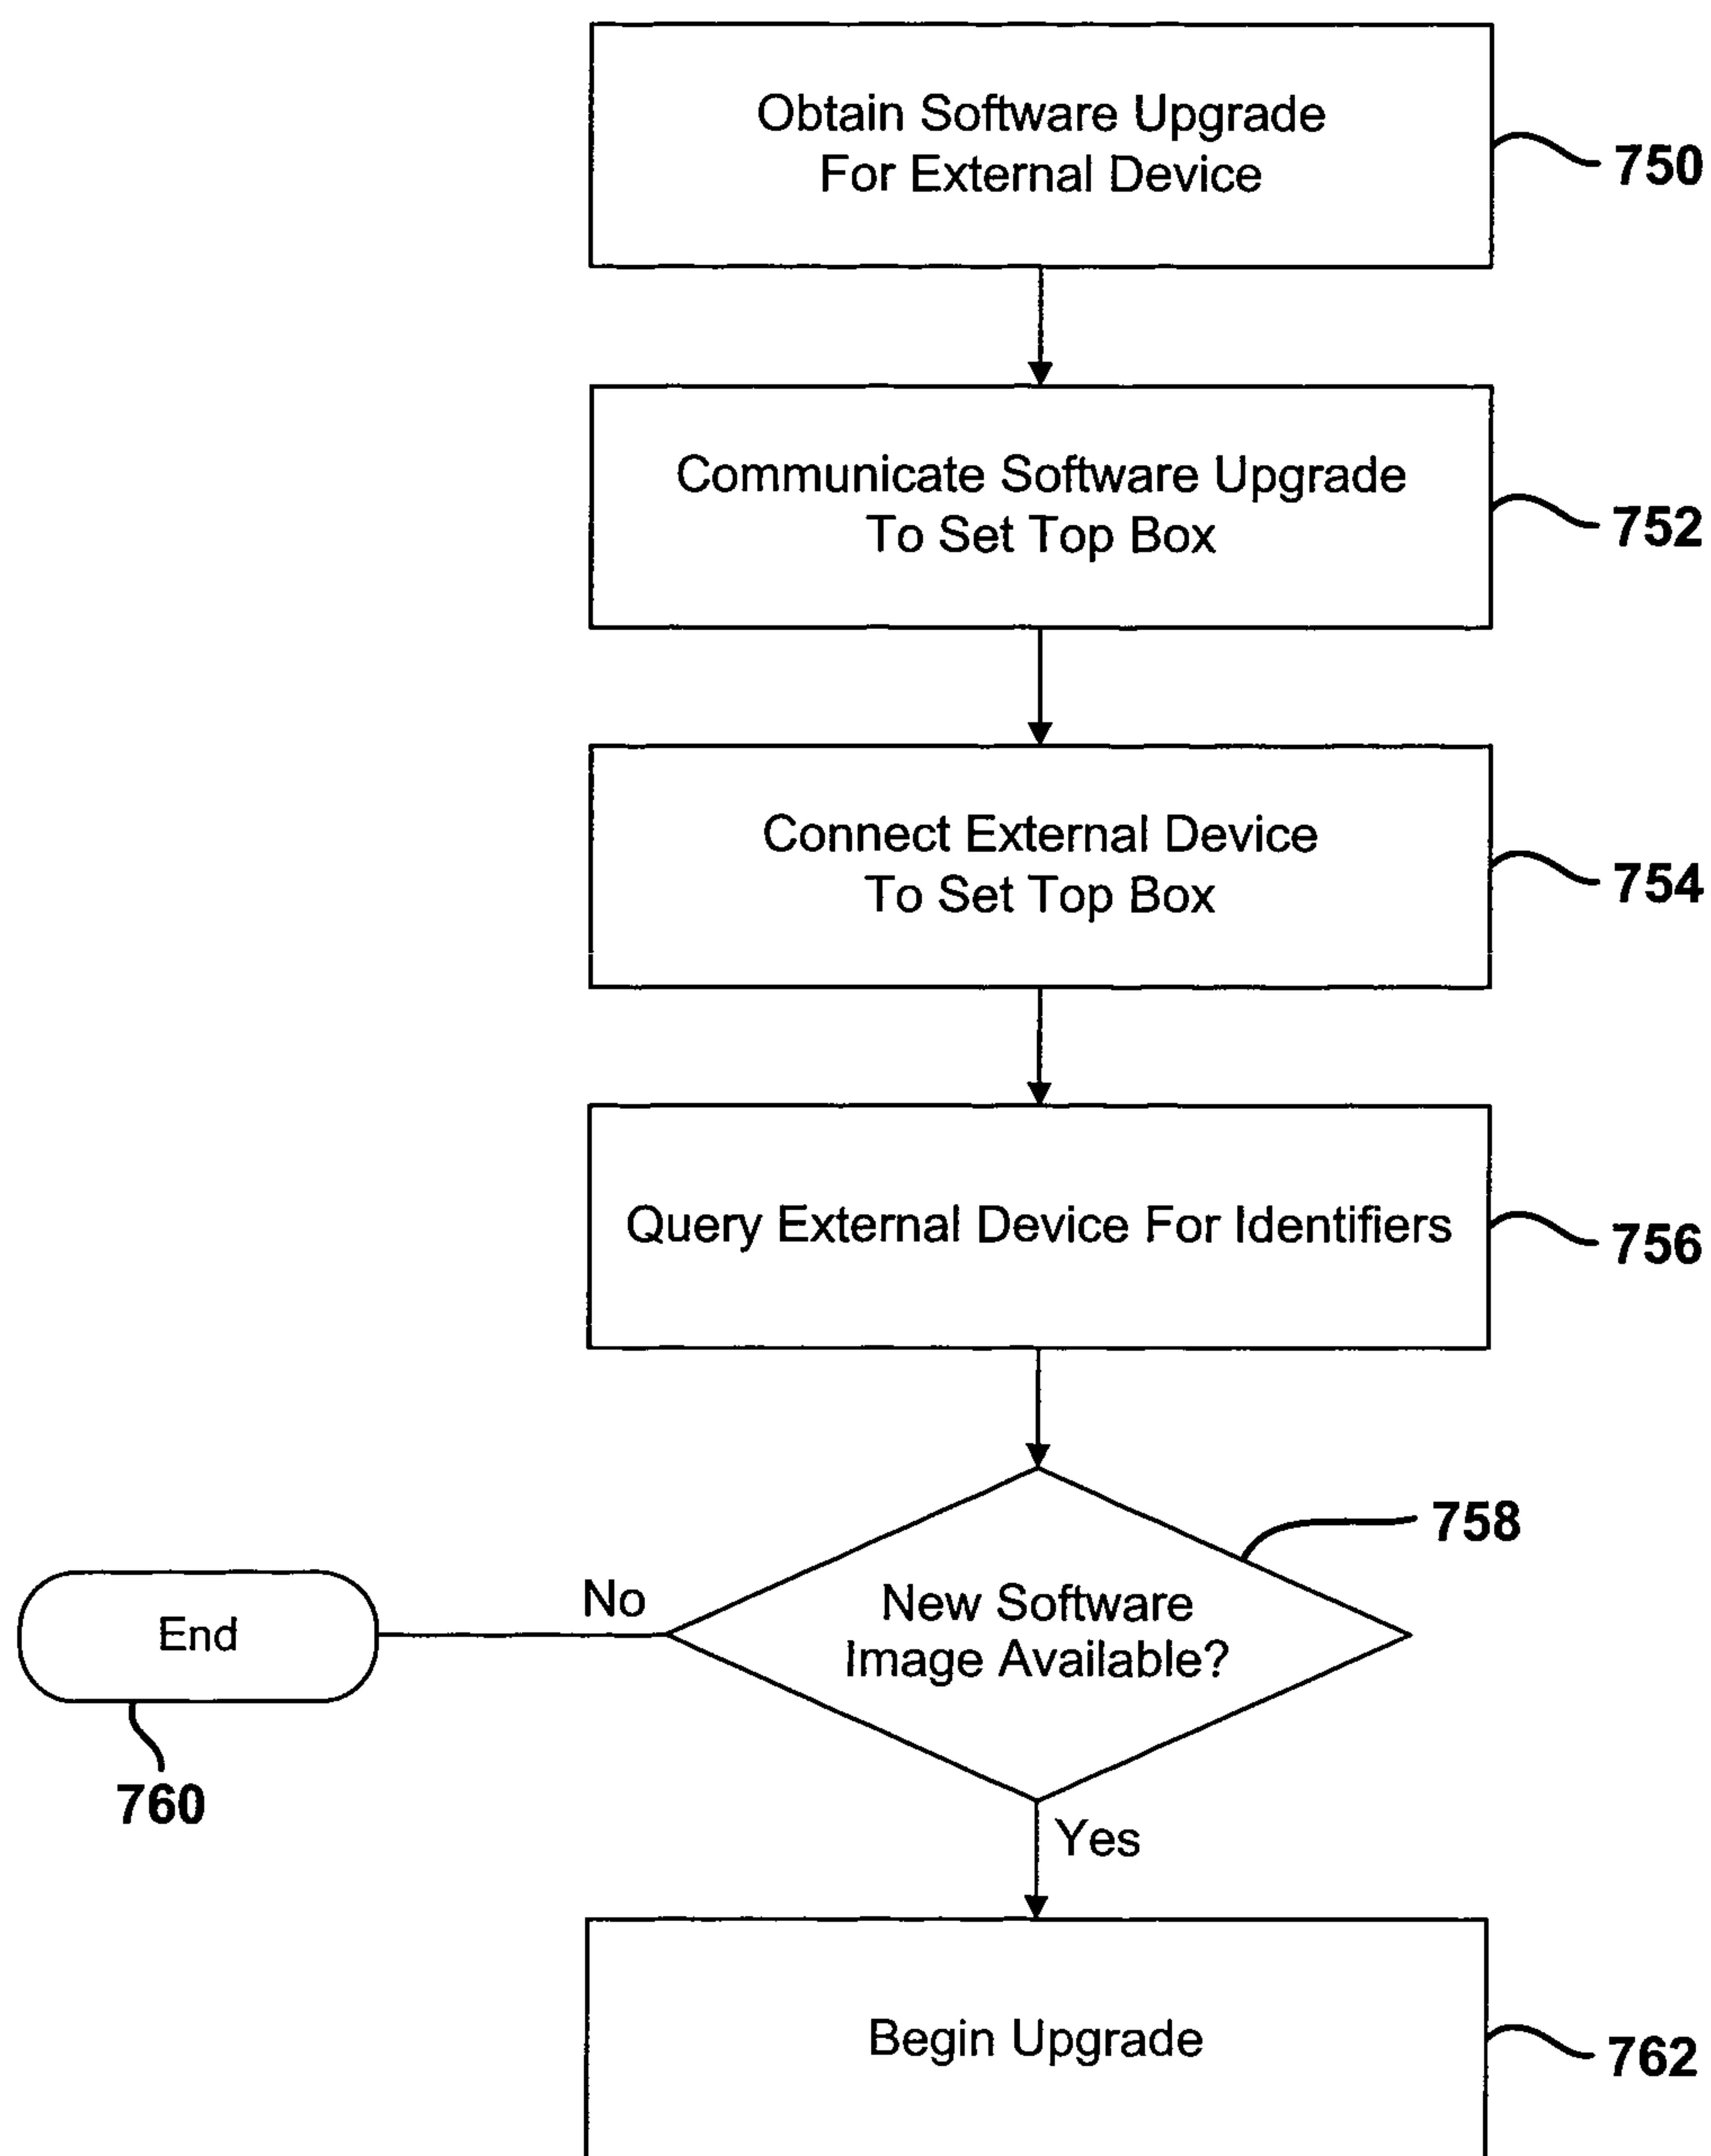 Obtain Software Upgrade
For External Device
750
Communicate Software Upgrade
To Set Top Box
752
Connect External Device
To Set Top Box
754
Query External Device For Identifiers
756
758
New Software
Image Available?
No
End
760
Yes
Begin Upgrade
762